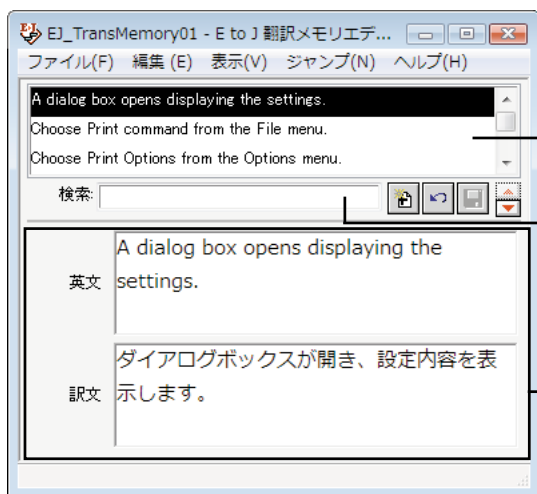 EJ_TransMemory01 - E to J 翻訳メモリエデ...
ファイル(F) 編集(E) 表示(V) ジャンプ(N) ヘルプ(H)
A dialog box opens displaying the settings.
Choose Print command from the File menu.
Choose Print Options from the Options menu.
検索:
A dialog box opens displaying the
英文 settings.
ダイアログボックスが開き、設定内容を表
訳文 示します。